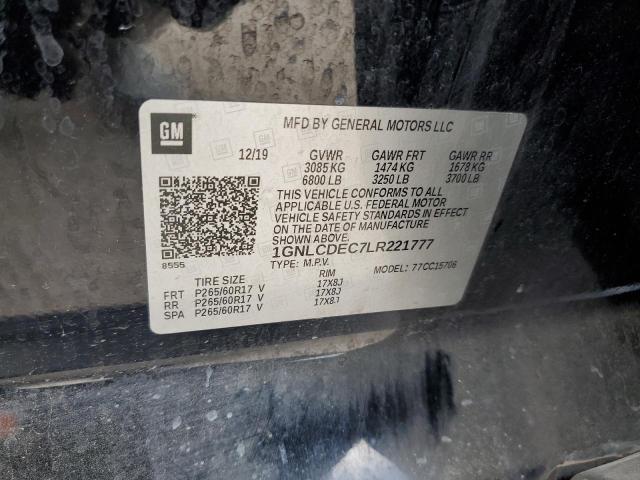 GM
MFD BY GENERAL MOTORS LLC
12/19 GVWR GAWR FRT GAWR RR
3085 KG 1474 KG 1678 KG
6800 LB 3250 LB 3700 LB
THIS VEHICLE CONFORMS TO ALL
APPLICABLE U.S. FEDERAL MOTOR
VEHICLE SAFETY STANDARDS IN EFFECT
ON THE DATE OF MANUFACTURE
SHOWN ABOVE.
1GNLCDEC7LR221777
8555
TYPE: M.P.V. MODEL: 77CC15706
TIRE SIZE RIM
FRT P265/60R17 V 17X8J
RR P265/60R17 V 17X8J
SPA P265/60R17 V 17X8J